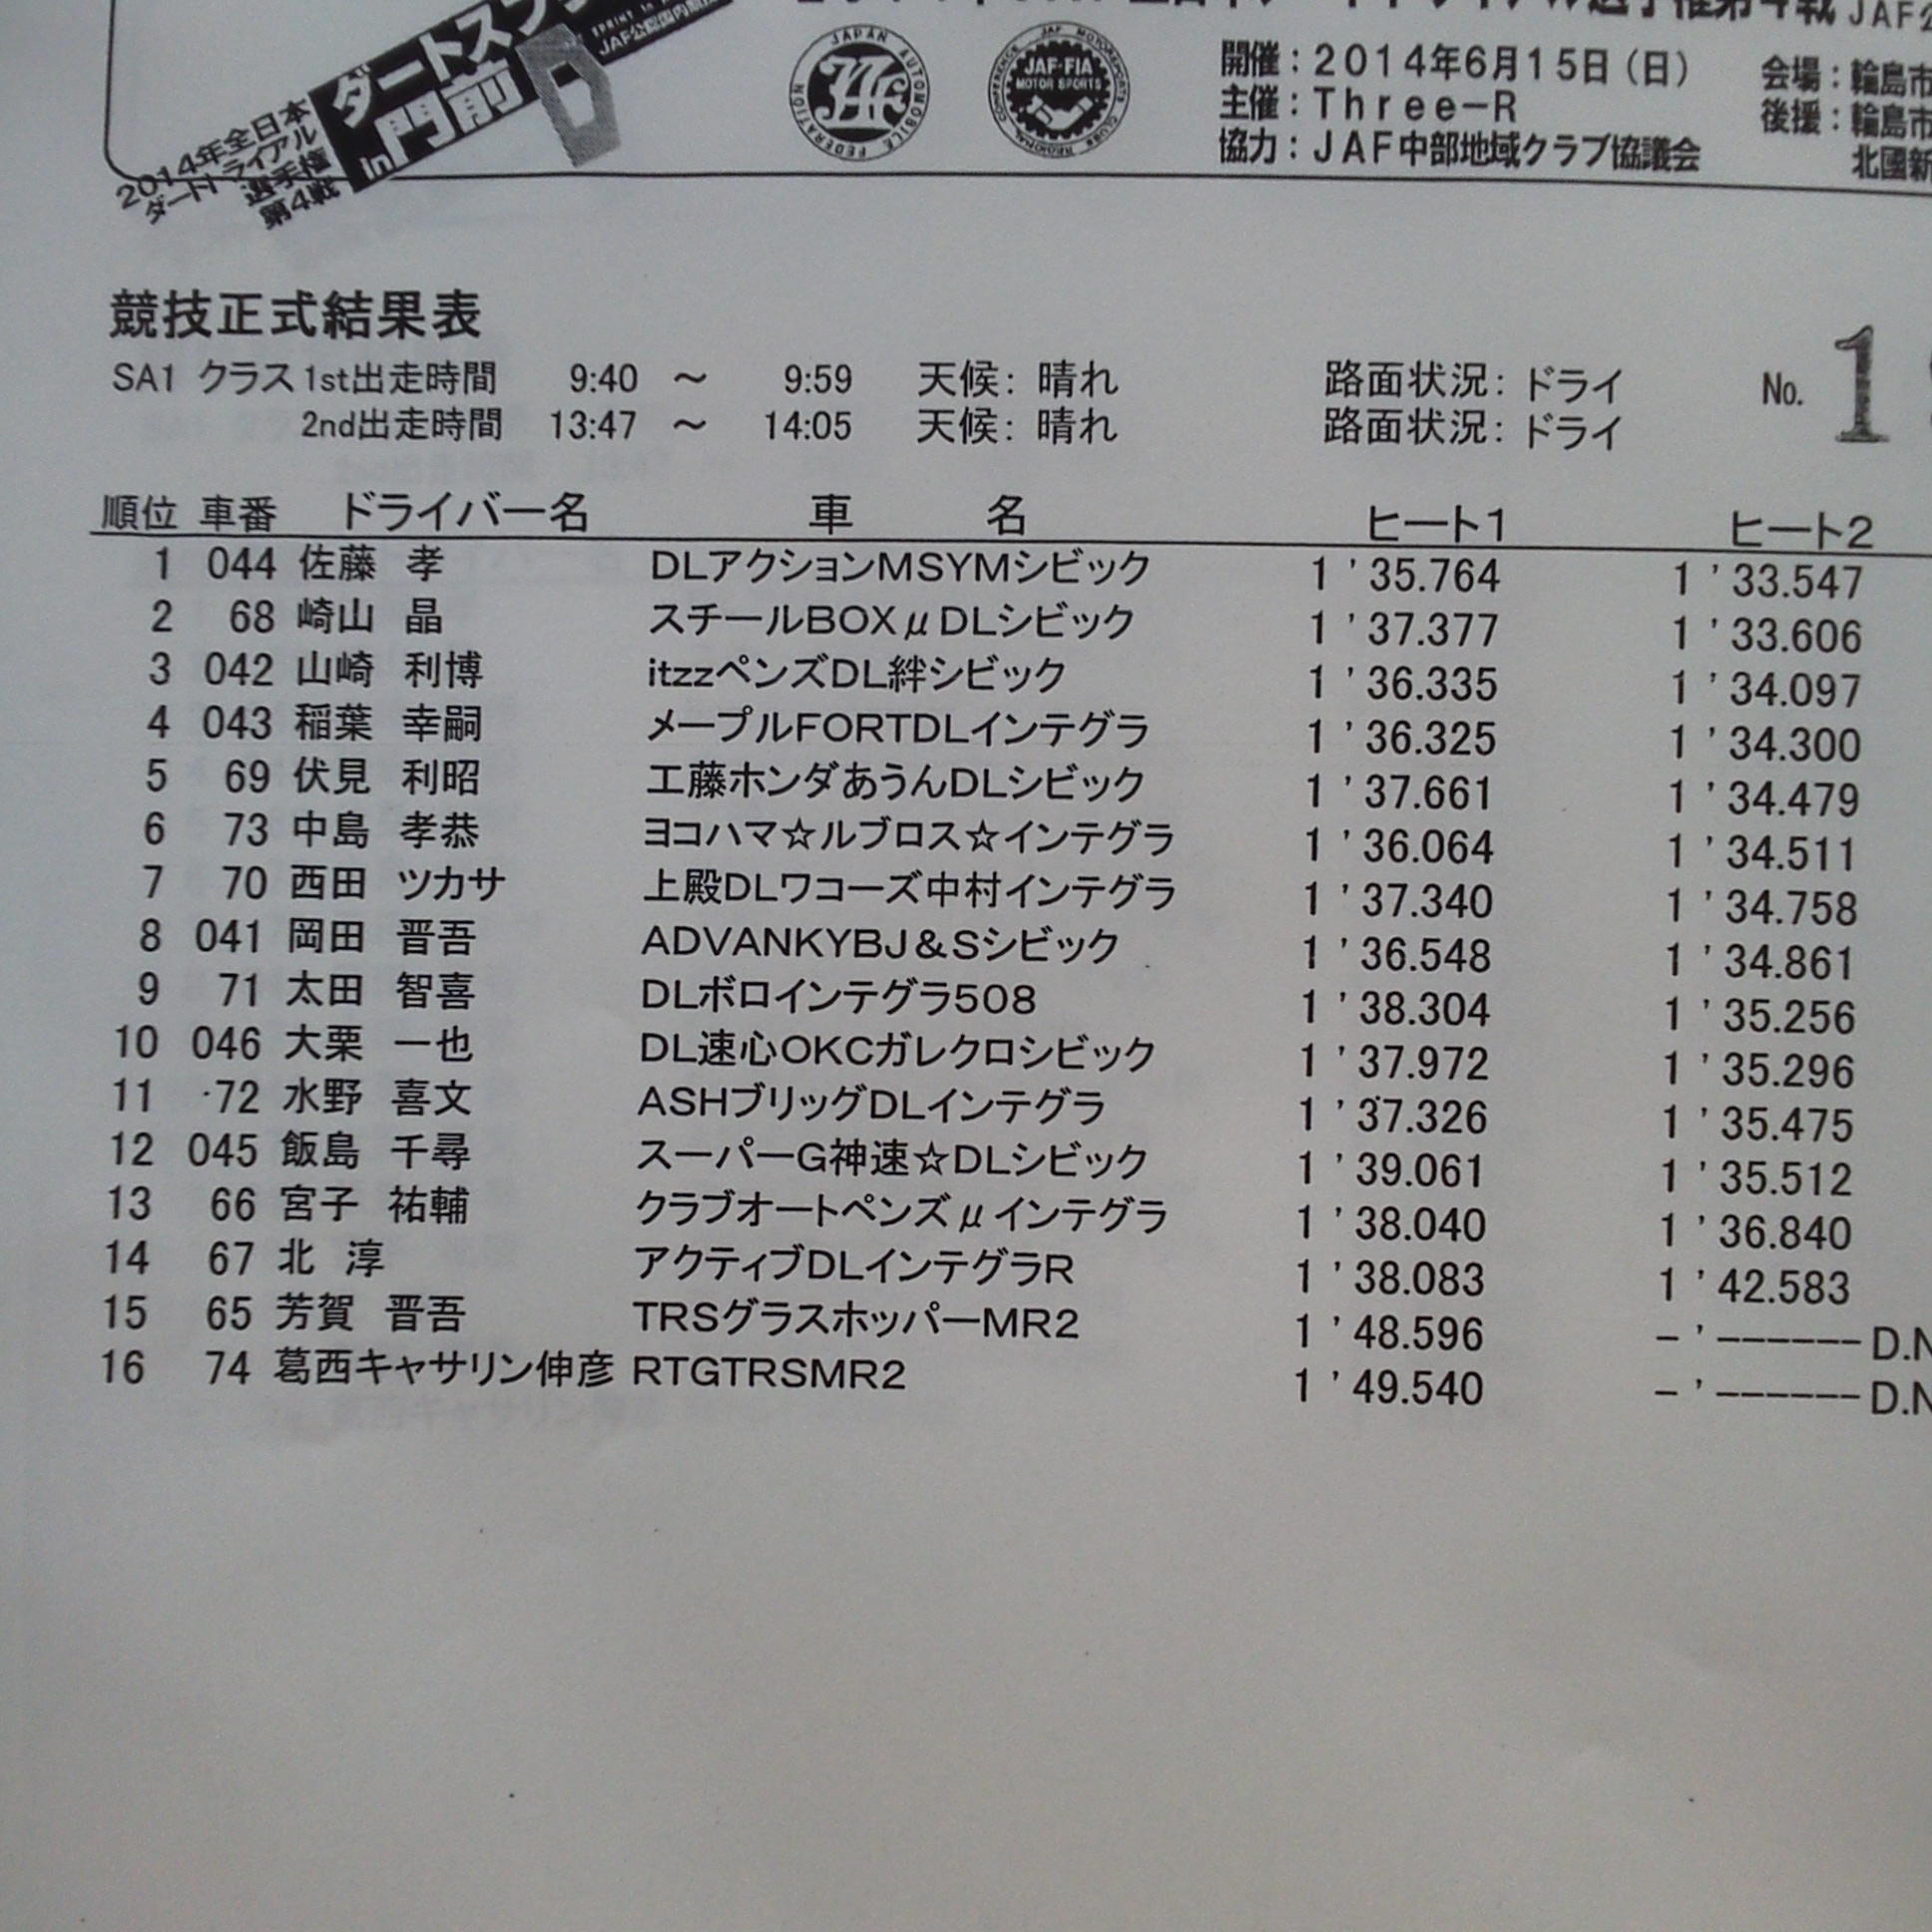 第4戦 JAF
ダートスプ
in 門前
JAF公認国内競
2014年全日本
ダートトライアル
選手権
第4戦
JAPAN AUTOMOBILE FEDERATION
JAF
JAF MOTORSPORTS CLUB REGIONAL CONFERENCE
JAF-FIA
MOTOR SPORTS
開催：2014年6月15日（日）
主催：Three-R
協力：JAF中部地域クラブ協議会
会場：輪島市
後援：輪島市
北國新
競技正式結果表
SA1 クラス 1st出走時間 9:40 ～ 9:59 天候: 晴れ 路面状況: ドライ
2nd出走時間 13:47 ～ 14:05 天候: 晴れ 路面状況: ドライ
No. 1
順位 車番 ドライバー名 車 名 ヒート1 ヒート2
1 044 佐藤 孝 DLアクションMSYMシビック 1 ' 35.764 1 ' 33.547
2 68 崎山 晶 スチールBOXμDLシビック 1 ' 37.377 1 ' 33.606
3 042 山崎 利博 itzzペンズDL絆シビック 1 ' 36.335 1 ' 34.097
4 043 稲葉 幸嗣 メープルFORTDLインテグラ 1 ' 36.325 1 ' 34.300
5 69 伏見 利昭 工藤ホンダあうんDLシビック 1 ' 37.661 1 ' 34.479
6 73 中島 孝恭 ヨコハマ☆ルブロス☆インテグラ 1 ' 36.064 1 ' 34.511
7 70 西田 ツカサ 上殿DLワコーズ中村インテグラ 1 ' 37.340 1 ' 34.758
8 041 岡田 晋吾 ADVANKYBJ&Sシビック 1 ' 36.548 1 ' 34.861
9 71 太田 智喜 DLボロインテグラ508 1 ' 38.304 1 ' 35.256
10 046 大栗 一也 DL速心OKCガレクロシビック 1 ' 37.972 1 ' 35.296
11 72 水野 喜文 ASHブリッグDLインテグラ 1 ' 37.326 1 ' 35.475
12 045 飯島 千尋 スーパーG神速☆DLシビック 1 ' 39.061 1 ' 35.512
13 66 宮子 祐輔 クラブオートペンズμインテグラ 1 ' 38.040 1 ' 36.840
14 67 北 淳 アクティブDLインテグラR 1 ' 38.083 1 ' 42.583
15 65 芳賀 晋吾 TRSグラスホッパーMR2 1 ' 48.596 - ' ------ D.N
16 74 葛西キャサリン伸彦 RTGTRSMR2 1 ' 49.540 - ' ------ D.N